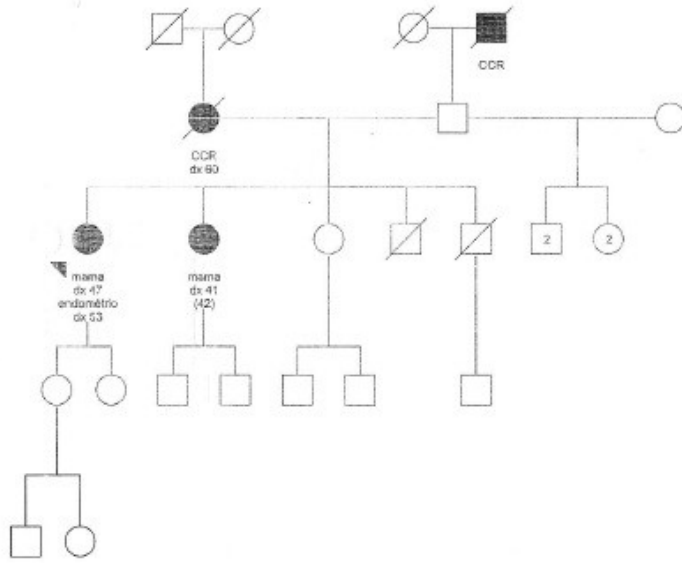 CCR
CCR
dx 60
2
2
mama
dx 47
endométrio
dx 53
mama
dx 41
(42)